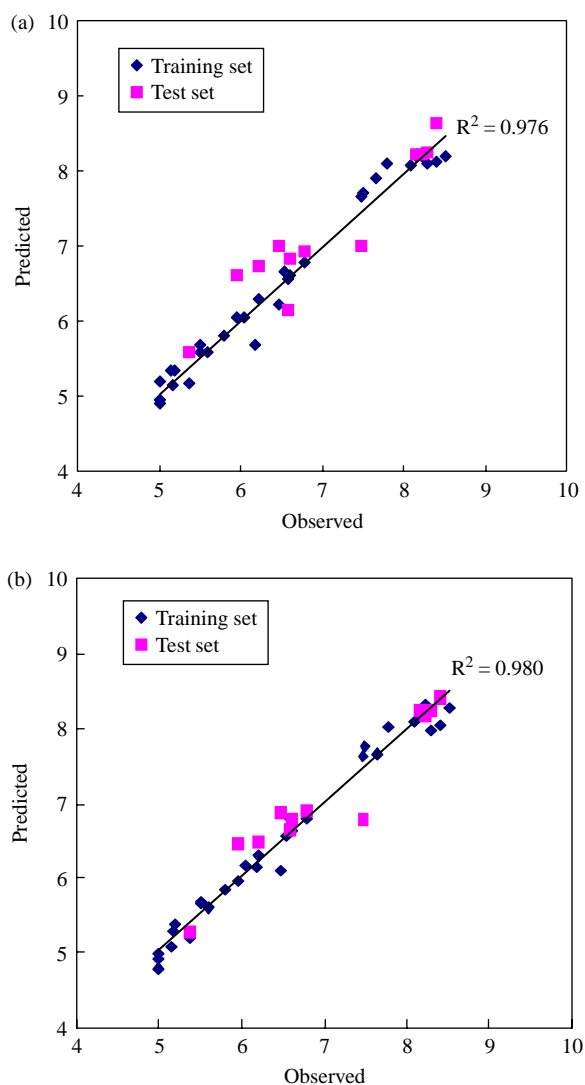 (a)
10
9
8
7
6
5
4
Training set
Test set
R² = 0.976
Predicted
4 5 6 7 8 9 10
Observed
(b)
10
9
8
7
6
5
4
Training set
Test set
R² = 0.980
Predicted
4 5 6 7 8 9 10
Observed